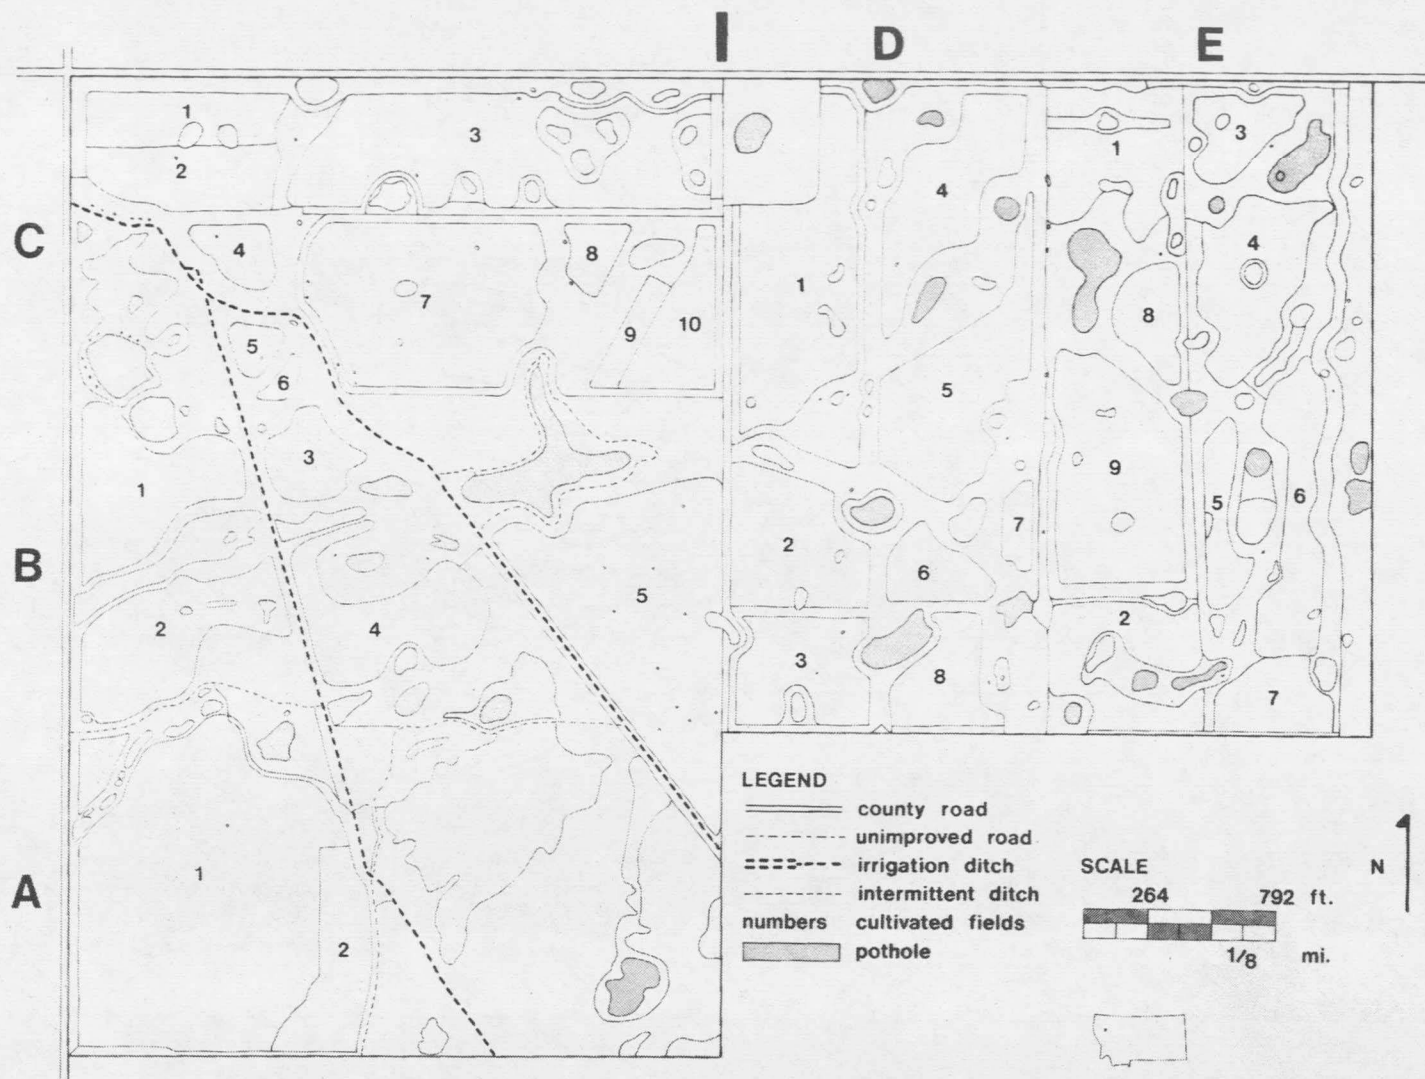 I D E
1
2
3
1
3
C
4
8
7
9
10
1
4
4
8
5
6
5
3
1
9
5
6
B
2
7
6
5
2
4
2
3
8
7
LEGEND
county road
unimproved road
irrigation ditch
intermittent ditch
numbers cultivated fields
pothole
SCALE
264 792 ft.
1/8 mi.
N
A
1
2